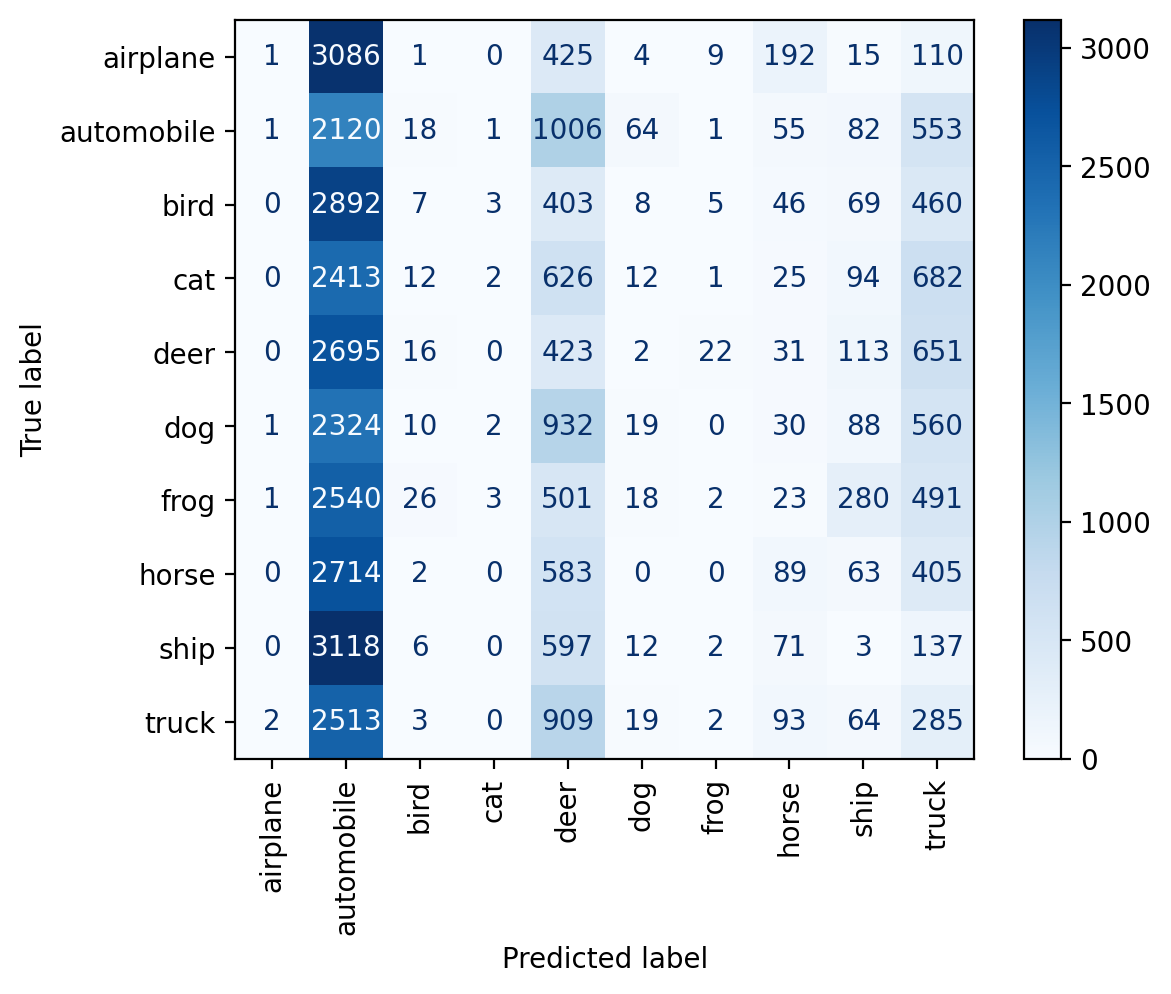 airplane 1 3086 1 0 425 4 9 192 15 110
automobile 1 2120 18 1 1006 64 1 55 82 553
bird 0 2892 7 3 403 8 5 46 69 460
cat 0 2413 12 2 626 12 1 25 94 682
deer 0 2695 16 0 423 2 22 31 113 651
dog 1 2324 10 2 932 19 0 30 88 560
frog 1 2540 26 3 501 18 2 23 280 491
horse 0 2714 2 0 583 0 0 89 63 405
ship 0 3118 6 0 597 12 2 71 3 137
truck 2 2513 3 0 909 19 2 93 64 285
True label
airplane automobile bird cat deer dog frog horse ship truck
Predicted label
3000
2500
2000
1500
1000
500
0